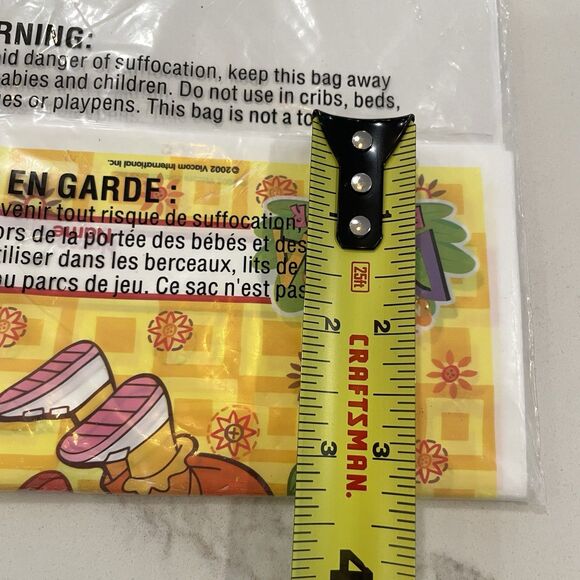 RNING:
id danger of suffocation, keep this bag away
abies and children. Do not use in cribs, beds,
es or playpens. This bag is not a to
©2002 Viacom International Inc.
EN GARDE:
venir tout risque de suffocation,
Name
ors de la portée des bébés et des
tiliser dans les berceaux, lits de
u parcs de jeu. Ce sac n'est pas
1
25ft
2 2
3 3
CRAFTSMAN.
4